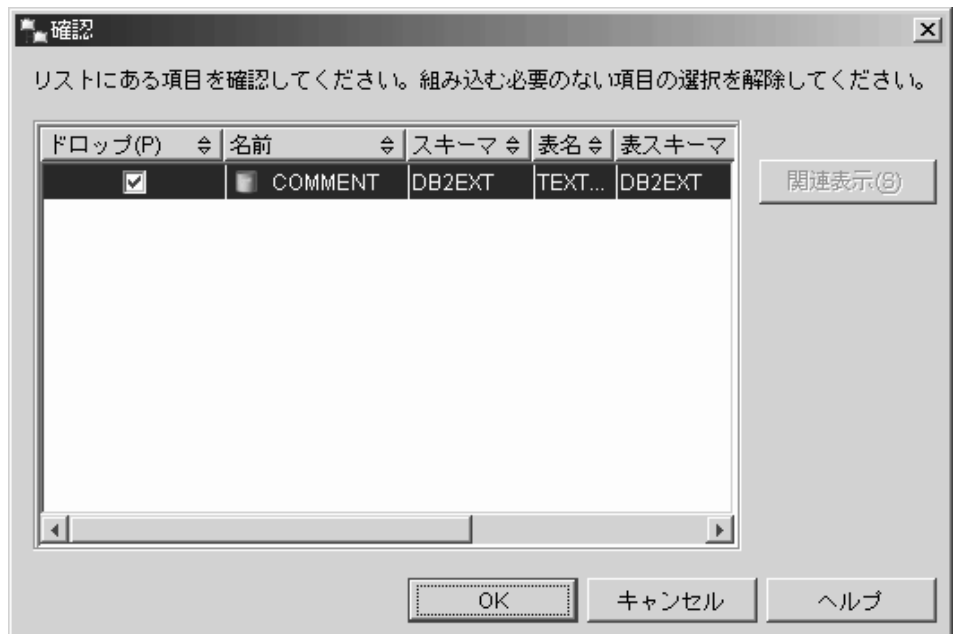 確認
リストにある項目を確認してください。組み込む必要のない項目の選択を解除してください。
ドロップ(P) 名前 スキーマ 表名 表スキーマ
COMMENT DB2EXT TEXT... DB2EXT
関連表示(S)
OK キャンセル ヘルプ